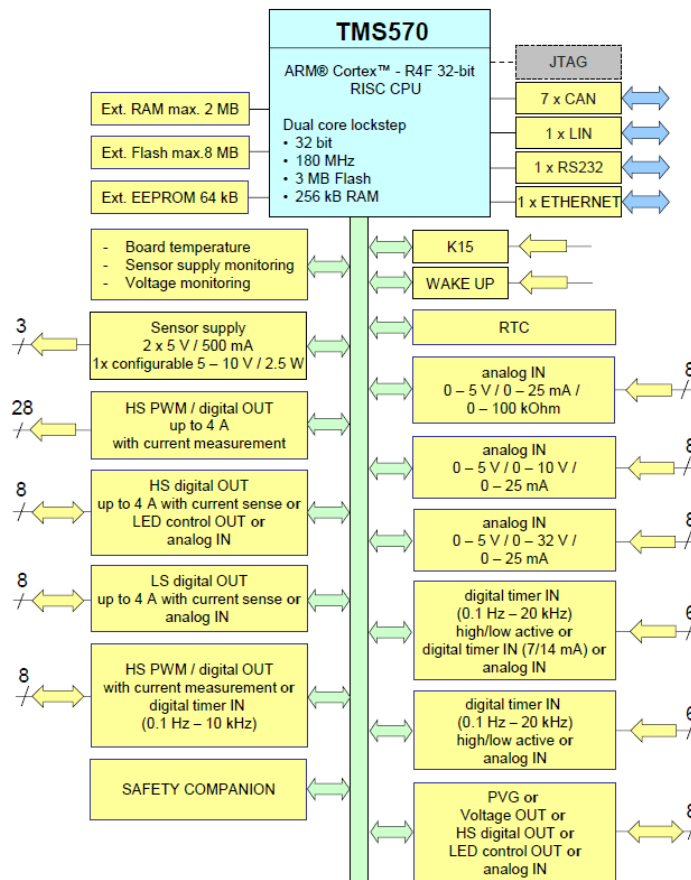 TMS570
ARM® Cortex™ - R4F 32-bit
RISC CPU
Dual core lockstep
• 32 bit
• 180 MHz
• 3 MB Flash
• 256 kB RAM
Ext. RAM max. 2 MB
Ext. Flash max.8 MB
Ext. EEPROM 64 kB
JTAG
7 x CAN
1 x LIN
1 x RS232
1 x ETHERNET
- Board temperature
- Sensor supply monitoring
- Voltage monitoring
3
Sensor supply
2 x 5 V / 500 mA
1x configurable 5 – 10 V / 2.5 W
28
HS PWM / digital OUT
up to 4 A
with current measurement
8
HS digital OUT
up to 4 A with current sense or
LED control OUT or
analog IN
8
LS digital OUT
up to 4 A with current sense or
analog IN
8
HS PWM / digital OUT
with current measurement or
digital timer IN
(0.1 Hz – 10 kHz)
SAFETY COMPANION
K15
WAKE UP
RTC
analog IN
0 – 5 V / 0 – 25 mA /
0 – 100 kOhm
8
analog IN
0 – 5 V / 0 – 10 V /
0 – 25 mA
8
analog IN
0 – 5 V / 0 – 32 V /
0 – 25 mA
8
digital timer IN
(0.1 Hz – 20 kHz)
high/low active or
digital timer IN (7/14 mA) or
analog IN
6
digital timer IN
(0.1 Hz – 20 kHz)
high/low active or
analog IN
6
PVG or
Voltage OUT or
HS digital OUT or
LED control OUT or
analog IN
8